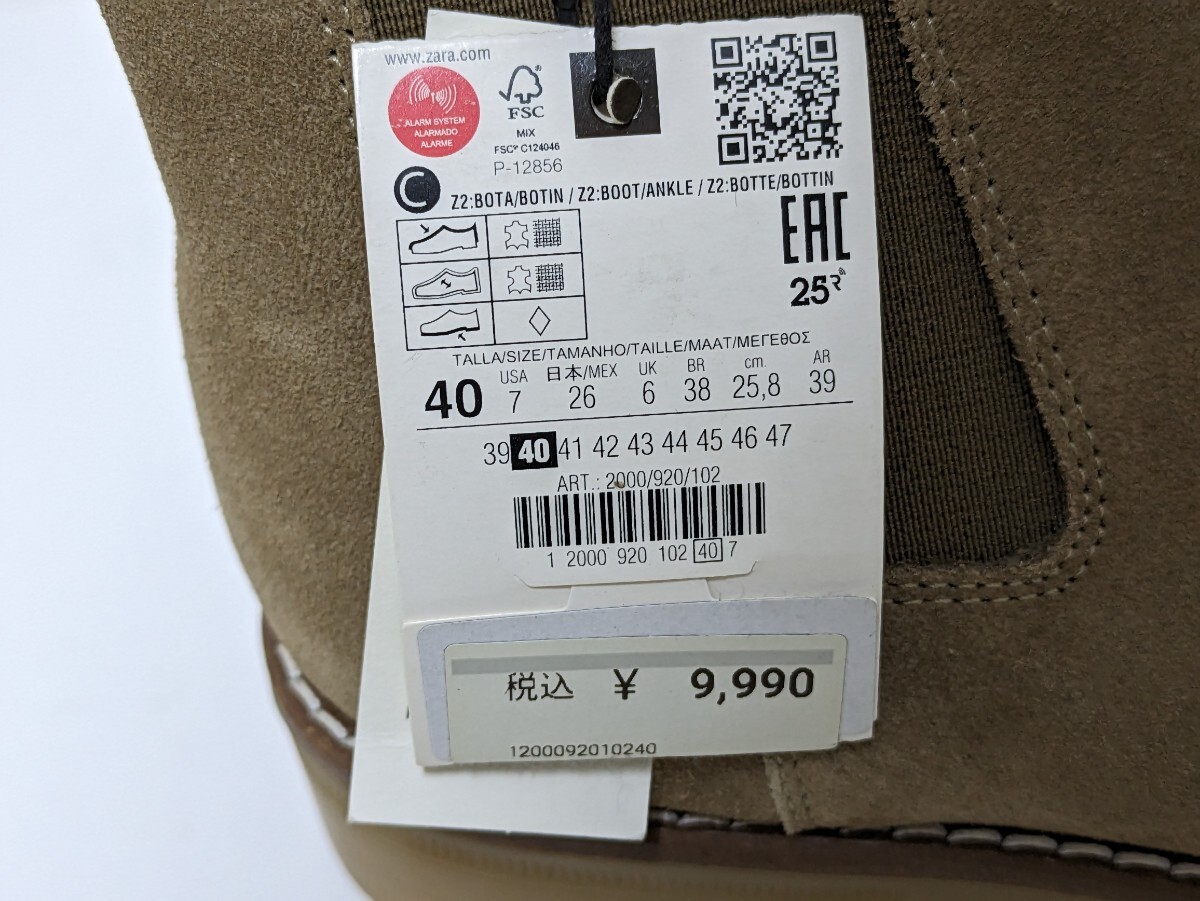 www.zara.com
ALARM SYSTEM
ALARMADO
ALARME
FSC®
MIX
FSC® C124046
P-12856
C
Z2:BOTA/BOTIN / Z2:BOOT/ANKLE / Z2:BOTTE/BOTTIN
EAC
25R
TALLA/SIZE/TAMANHO/TAILLE/MAAT/ΜΕΓΕΘΟΣ
40 USA 7 日本/MEX 26 UK 6 BR 38 cm. 25,8 AR 39
39 40 41 42 43 44 45 46 47
ART.: 2000/920/102
1 2000 920 102 40 7
税込 ¥ 9,990
1200092010240